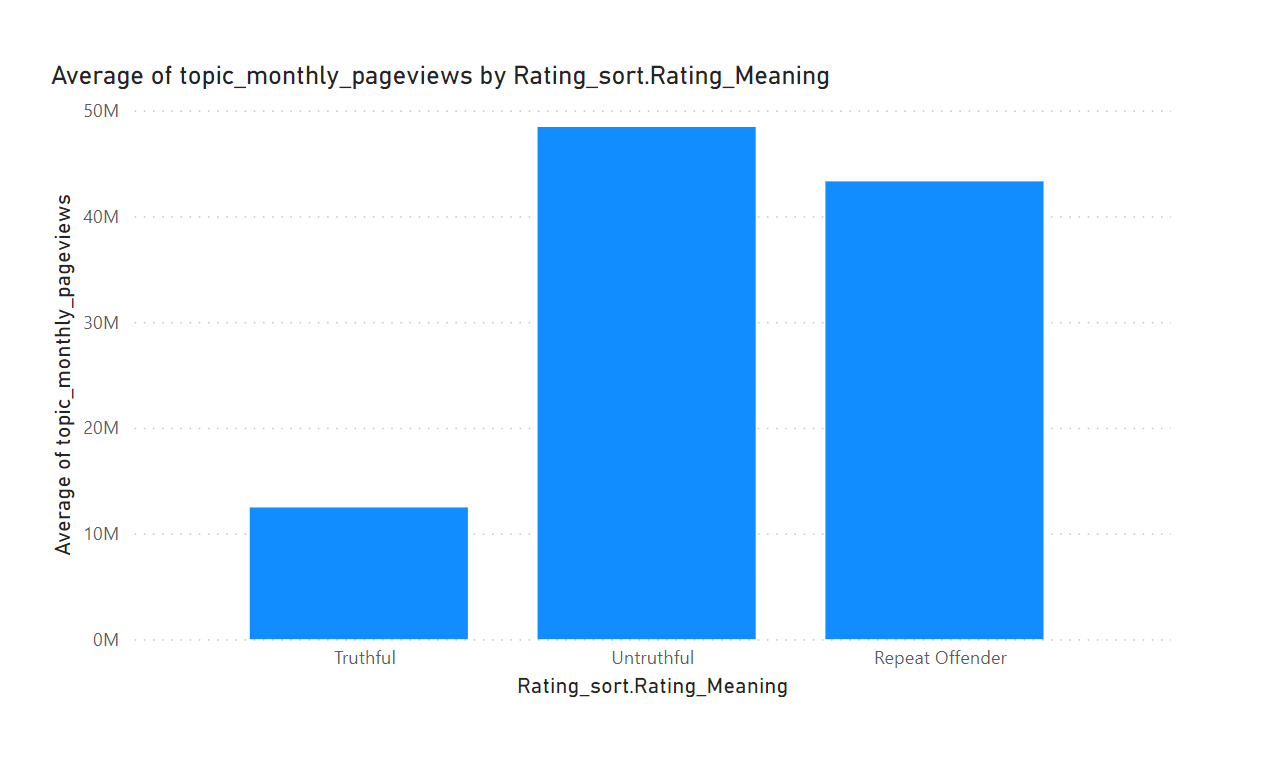 Average of topic_monthly_pageviews by Rating_sort.Rating_Meaning
Average of topic_monthly_pageviews
50M
40M
30M
20M
10M
0M
Truthful
Untruthful
Repeat Offender
Rating_sort.Rating_Meaning